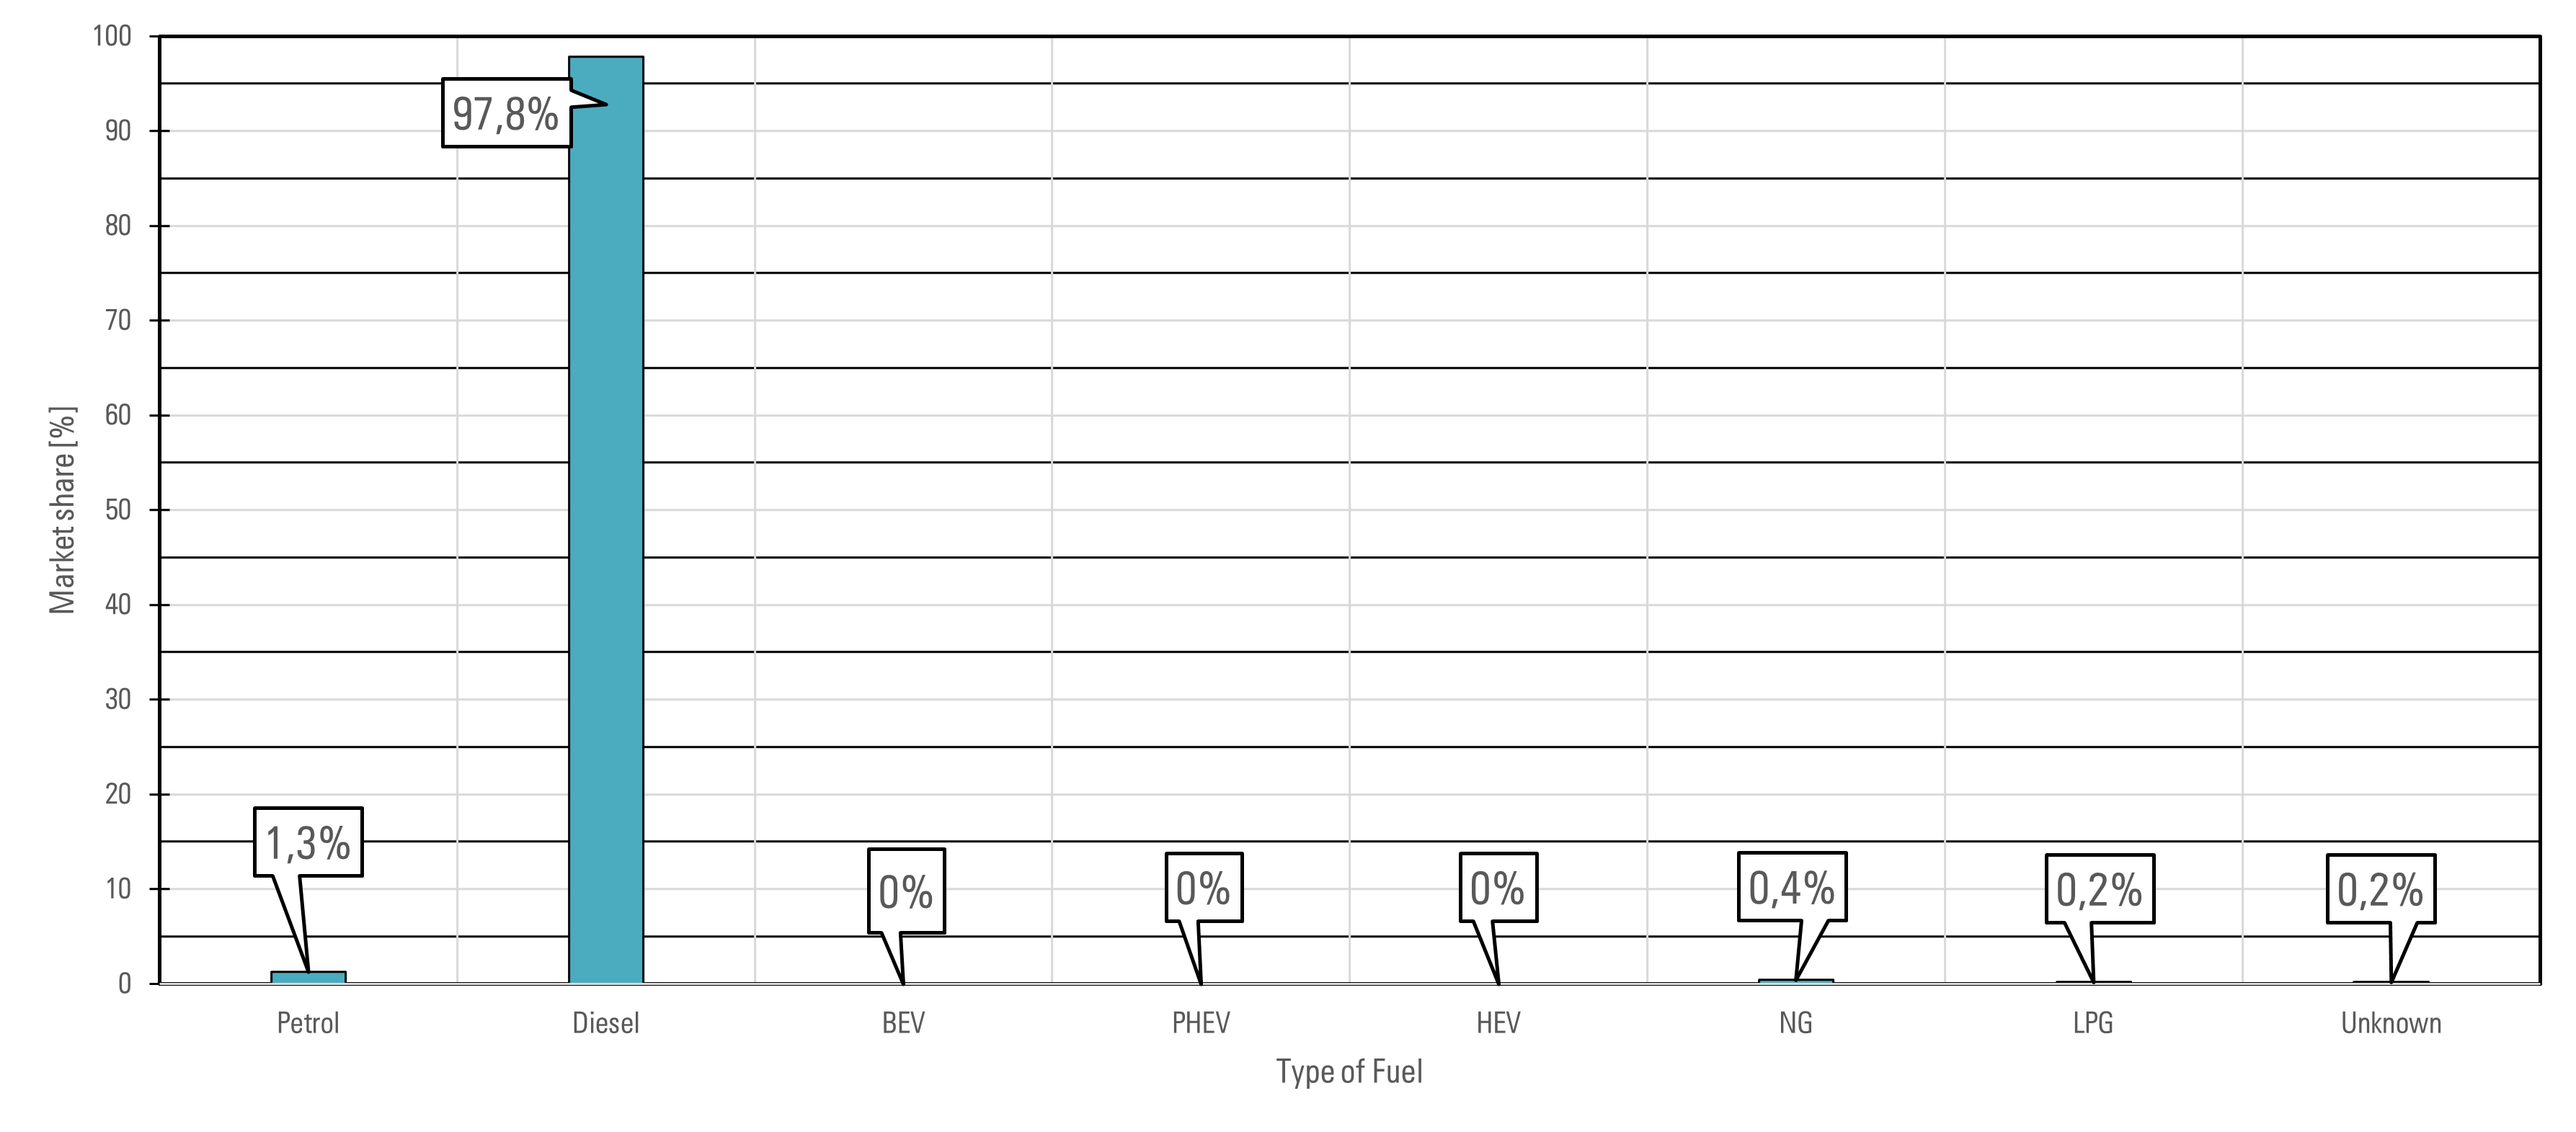 100
90
80
70
60
50
40
30
20
10
0
Market share [%]
1,3%
97,8%
0%
0%
0%
0,4%
0,2%
0,2%
Petrol
Diesel
BEV
PHEV
HEV
NG
LPG
Unknown
Type of Fuel